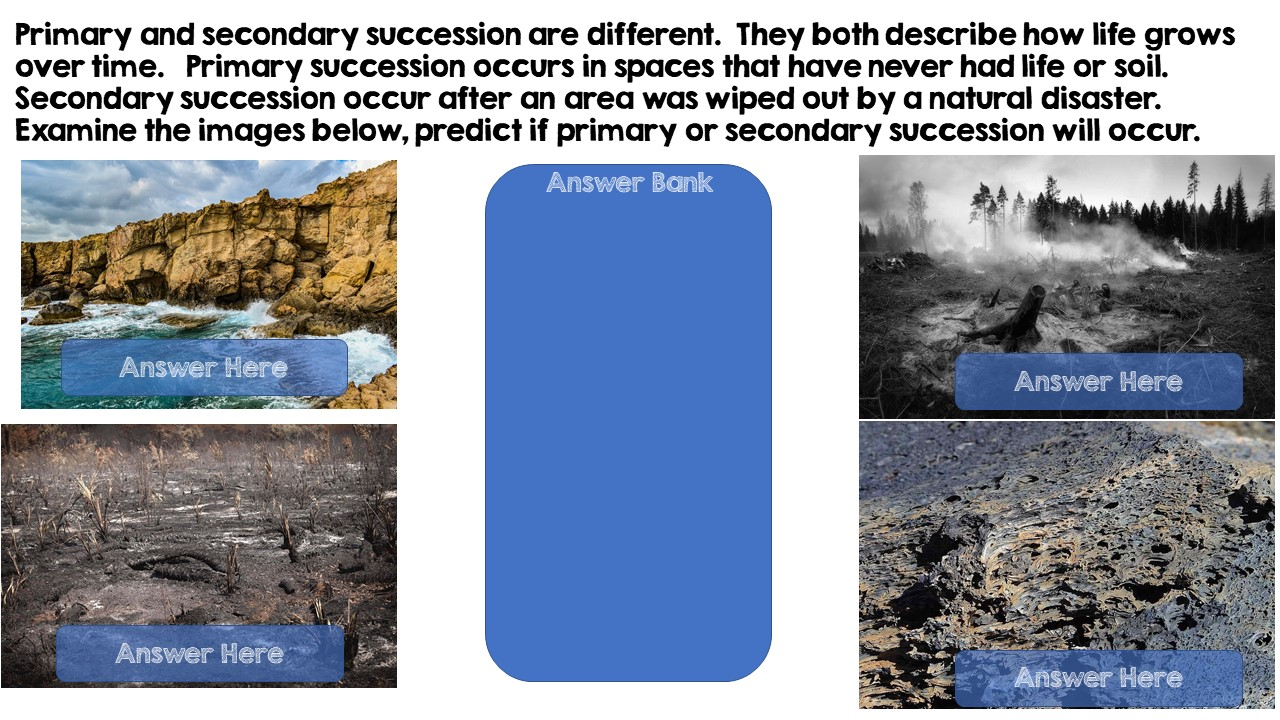 Primary and secondary succession are different. They both describe how life grows
over time. Primary succession occurs in spaces that have never had life or soil.
Secondary succession occur after an area was wiped out by a natural disaster.
Examine the images below, predict if primary or secondary succession will occur.
Answer Bank
Answer Here
Answer Here
Answer Here
Answer Here